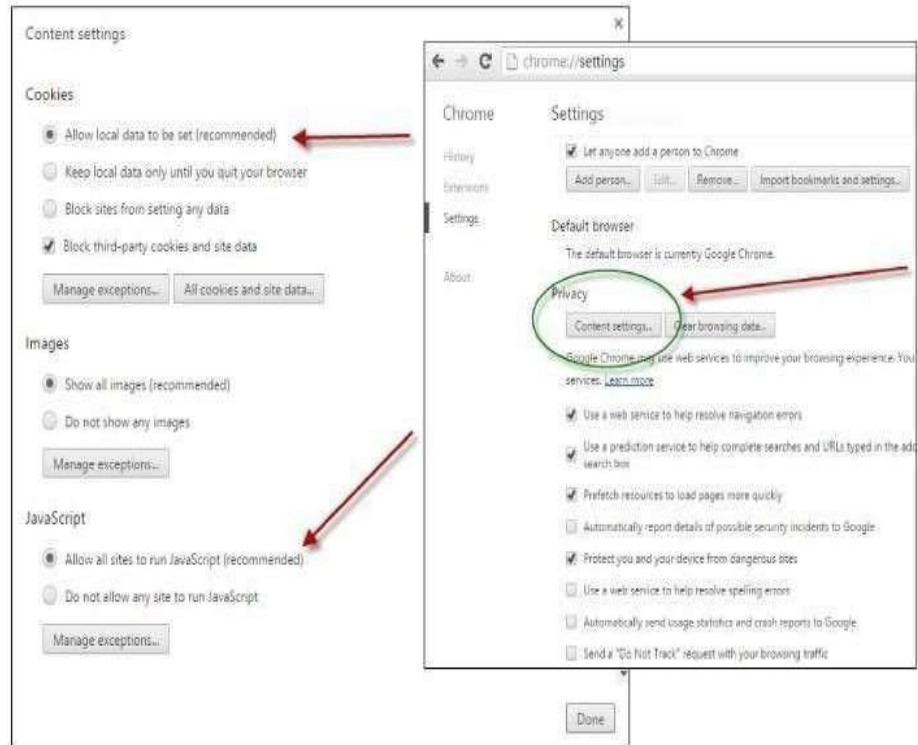 Content settings
Cookies
Allow local data to be set (recommended)
Keep local data only until you quit your browser
Block sites from setting any data
Block third-party cookies and site data
Manage exceptions... All cookies and site data...
Images
Show all images (recommended)
Do not show any images
Manage exceptions...
JavaScript
Allow all sites to run JavaScript (recommended)
Do not allow any site to run JavaScript
Manage exceptions...
Done
chrome://settings
Chrome
History
Extensions
Settings
About
Settings
Let anyone add a person to Chrome
Add person... Edit... Remove... Import bookmarks and settings...
Default browser
The default browser is currently Google Chrome.
Privacy
Content settings... Clear browsing data...
Google Chrome may use web services to improve your browsing experience. You
services. Learn more
Use a web service to help resolve navigation errors
Use a prediction service to help complete searches and URLs typed in the add
search box
Prefetch resources to load pages more quickly
Automatically report details of possible security incidents to Google
Protect you and your device from dangerous sites
Use a web service to help resolve spelling errors
Automatically send usage statistics and crash reports to Google
Send a "Do Not Track" request with your browsing traffic